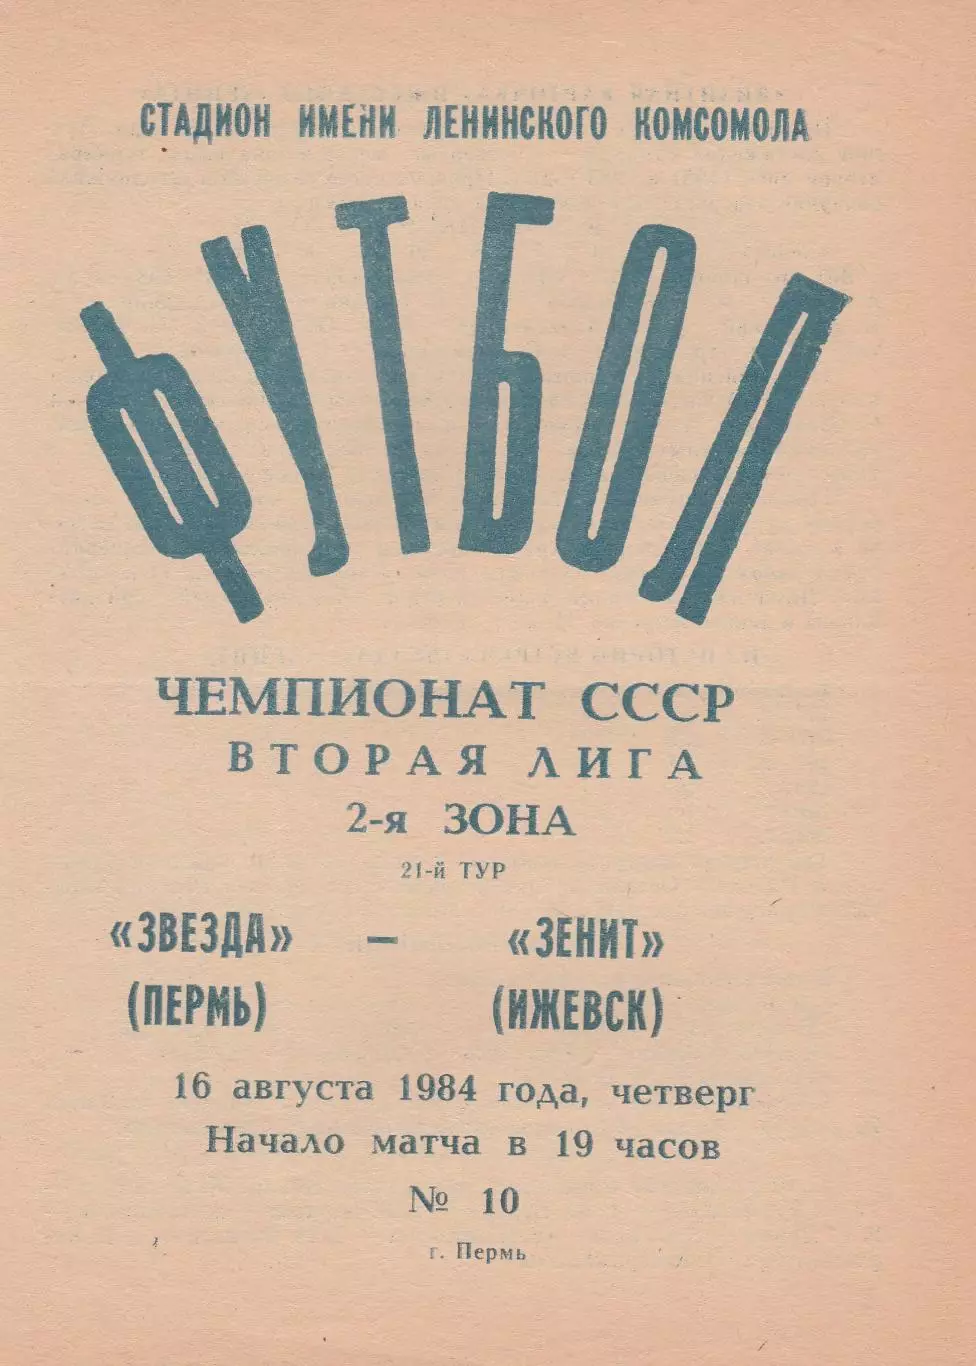 СТАДИОН ИМЕНИ ЛЕНИНСКОГО КОМСОМОЛА
ФУТБОЛ
ЧЕМПИОНАТ СССР
ВТОРАЯ ЛИГА
2-я ЗОНА
21-й ТУР
«ЗВЕЗДА» — «ЗЕНИТ»
(ПЕРМЬ) (ИЖЕВСК)
16 августа 1984 года, четверг
Начало матча в 19 часов
№ 10
г. Пермь